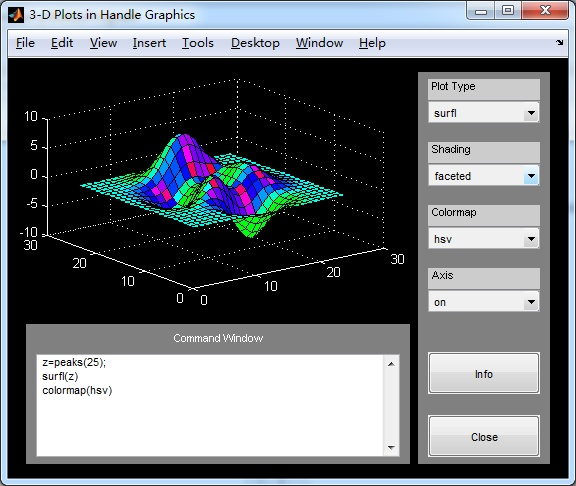 3-D Plots in Handle Graphics
File Edit View Insert Tools Desktop Window Help
10
5
0
-5
-10
30
20
10
0
0
10
20
30
Plot Type
surfl
Shading
faceted
Colormap
hsv
Axis
on
Info
Close
Command Window
z=peaks(25);
surfl(z)
colormap(hsv)